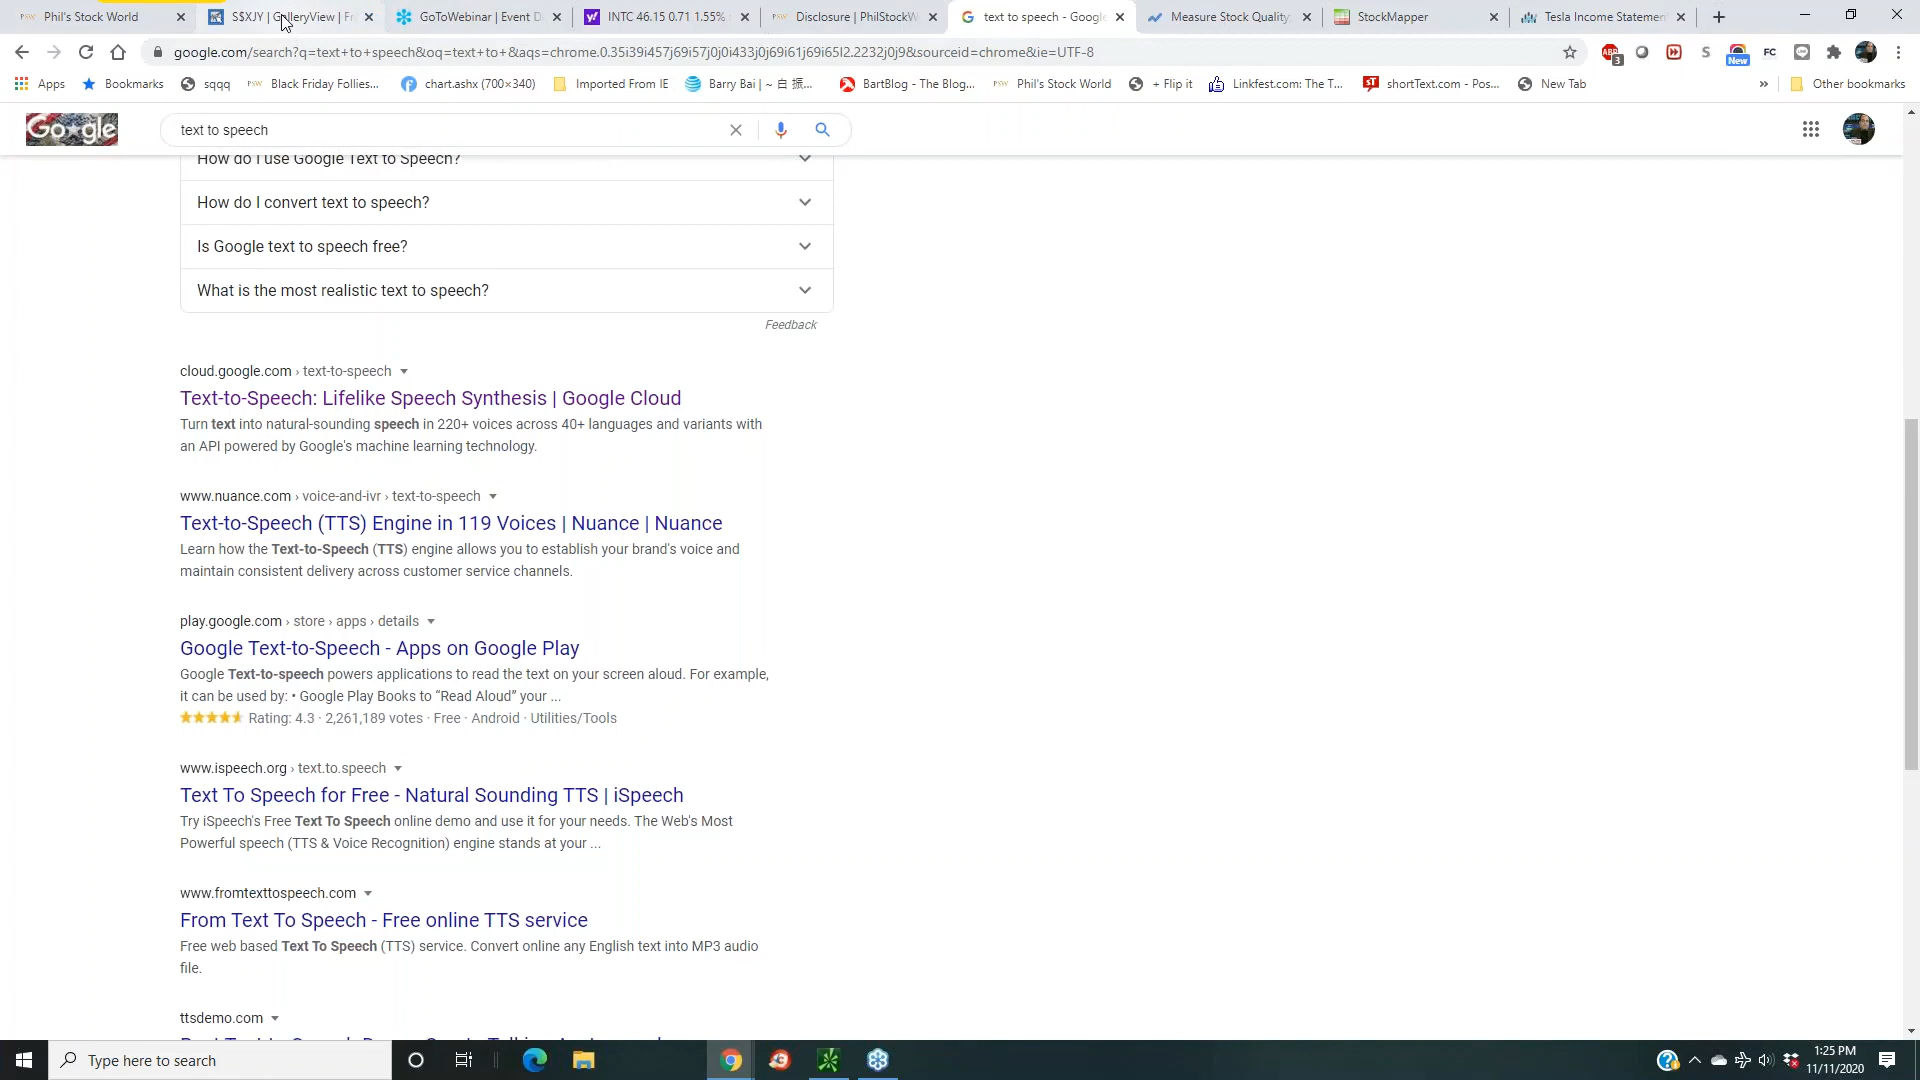 Phil's Stock World
S$XJY | GalleryView | Fr
GoToWebinar | Event D
INTC 46.15 0.71 1.55%
Disclosure | PhilStockW
text to speech - Google
Measure Stock Quality
StockMapper
Tesla Income Statement
google.com/search?q=text+to+speech&oq=text+to+&aqs=chrome.0.35i39i457j69i57j0j0i433j0j69i61j69i65l2.2232j0j9&sourceid=chrome&ie=UTF-8
ABP
3
S
New
FC
Apps
Bookmarks
sqqq
PSW
Black Friday Follies...
chart.ashx (700×340)
Imported From IE
Barry Bai | ~ 白 振...
BartBlog - The Blog...
PSW
Phil's Stock World
+ Flip it
Linkfest.com: The T...
sT
shortText.com - Pos...
New Tab
»
Other bookmarks
Google
text to speech
How do I use Google Text to Speech?
How do I convert text to speech?
Is Google text to speech free?
What is the most realistic text to speech?
Feedback
cloud.google.com › text-to-speech
Text-to-Speech: Lifelike Speech Synthesis | Google Cloud
Turn text into natural-sounding speech in 220+ voices across 40+ languages and variants with
an API powered by Google's machine learning technology.
www.nuance.com › voice-and-ivr › text-to-speech
Text-to-Speech (TTS) Engine in 119 Voices | Nuance | Nuance
Learn how the Text-to-Speech (TTS) engine allows you to establish your brand's voice and
maintain consistent delivery across customer service channels.
play.google.com › store › apps › details
Google Text-to-Speech - Apps on Google Play
Google Text-to-speech powers applications to read the text on your screen aloud. For example,
it can be used by: • Google Play Books to “Read Aloud” your ...
Rating: 4.3 · 2,261,189 votes · Free · Android · Utilities/Tools
www.ispeech.org › text.to.speech
Text To Speech for Free - Natural Sounding TTS | iSpeech
Try iSpeech's Free Text To Speech online demo and use it for your needs. The Web's Most
Powerful speech (TTS & Voice Recognition) engine stands at your ...
www.fromtexttospeech.com
From Text To Speech - Free online TTS service
Free web based Text To Speech (TTS) service. Convert online any English text into MP3 audio
file.
ttsdemo.com
Type here to search
1:25 PM
11/11/2020